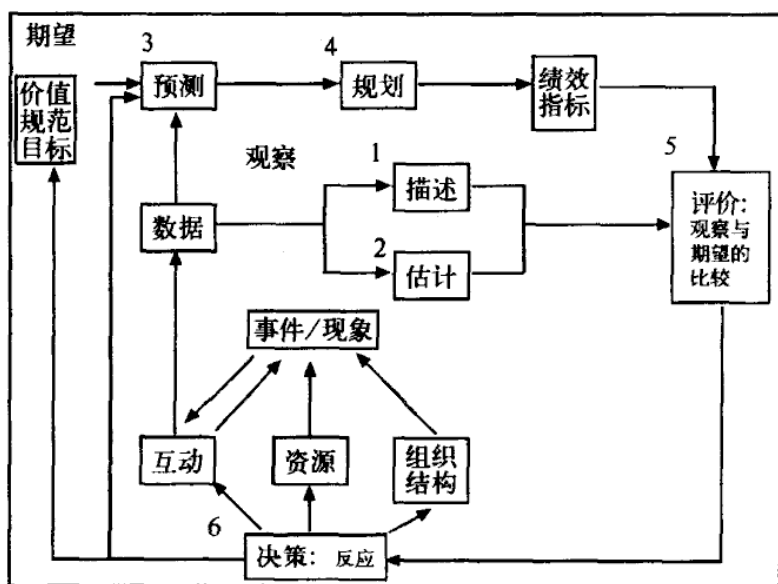 期望
3
4
价值
规范
目标
预测
规划
绩效
指标
观察
1
5
描述
数据
2
估计
评价:
观察与
期望的
比较
事件/现象
互动
资源
组织
结构
6
决策: 反应